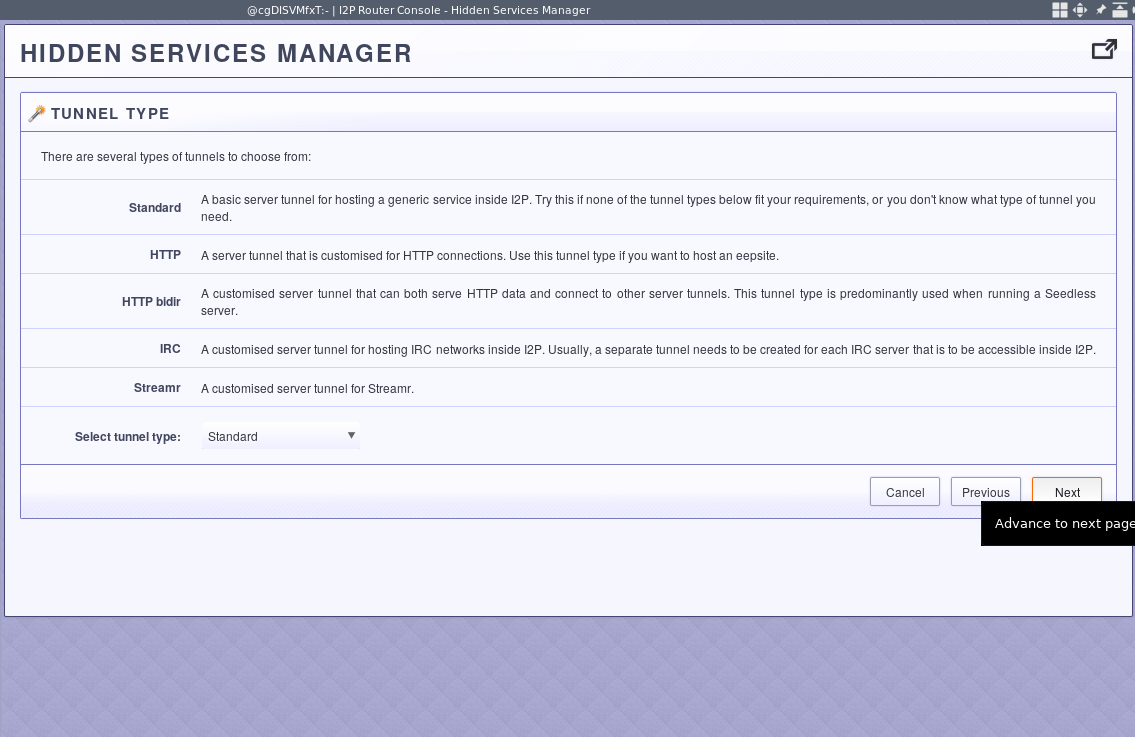 @cgDISVMfxT:- | I2P Router Console - Hidden Services Manager
HIDDEN SERVICES MANAGER
TUNNEL TYPE
There are several types of tunnels to choose from:
Standard
A basic server tunnel for hosting a generic service inside I2P. Try this if none of the tunnel types below fit your requirements, or you don't know what type of tunnel you
need.
HTTP
A server tunnel that is customised for HTTP connections. Use this tunnel type if you want to host an eepsite.
HTTP bidir
A customised server tunnel that can both serve HTTP data and connect to other server tunnels. This tunnel type is predominantly used when running a Seedless
server.
IRC
A customised server tunnel for hosting IRC networks inside I2P. Usually, a separate tunnel needs to be created for each IRC server that is to be accessible inside I2P.
Streamr
A customised server tunnel for Streamr.
Select tunnel type:
Standard
Cancel
Previous
Next
Advance to next page